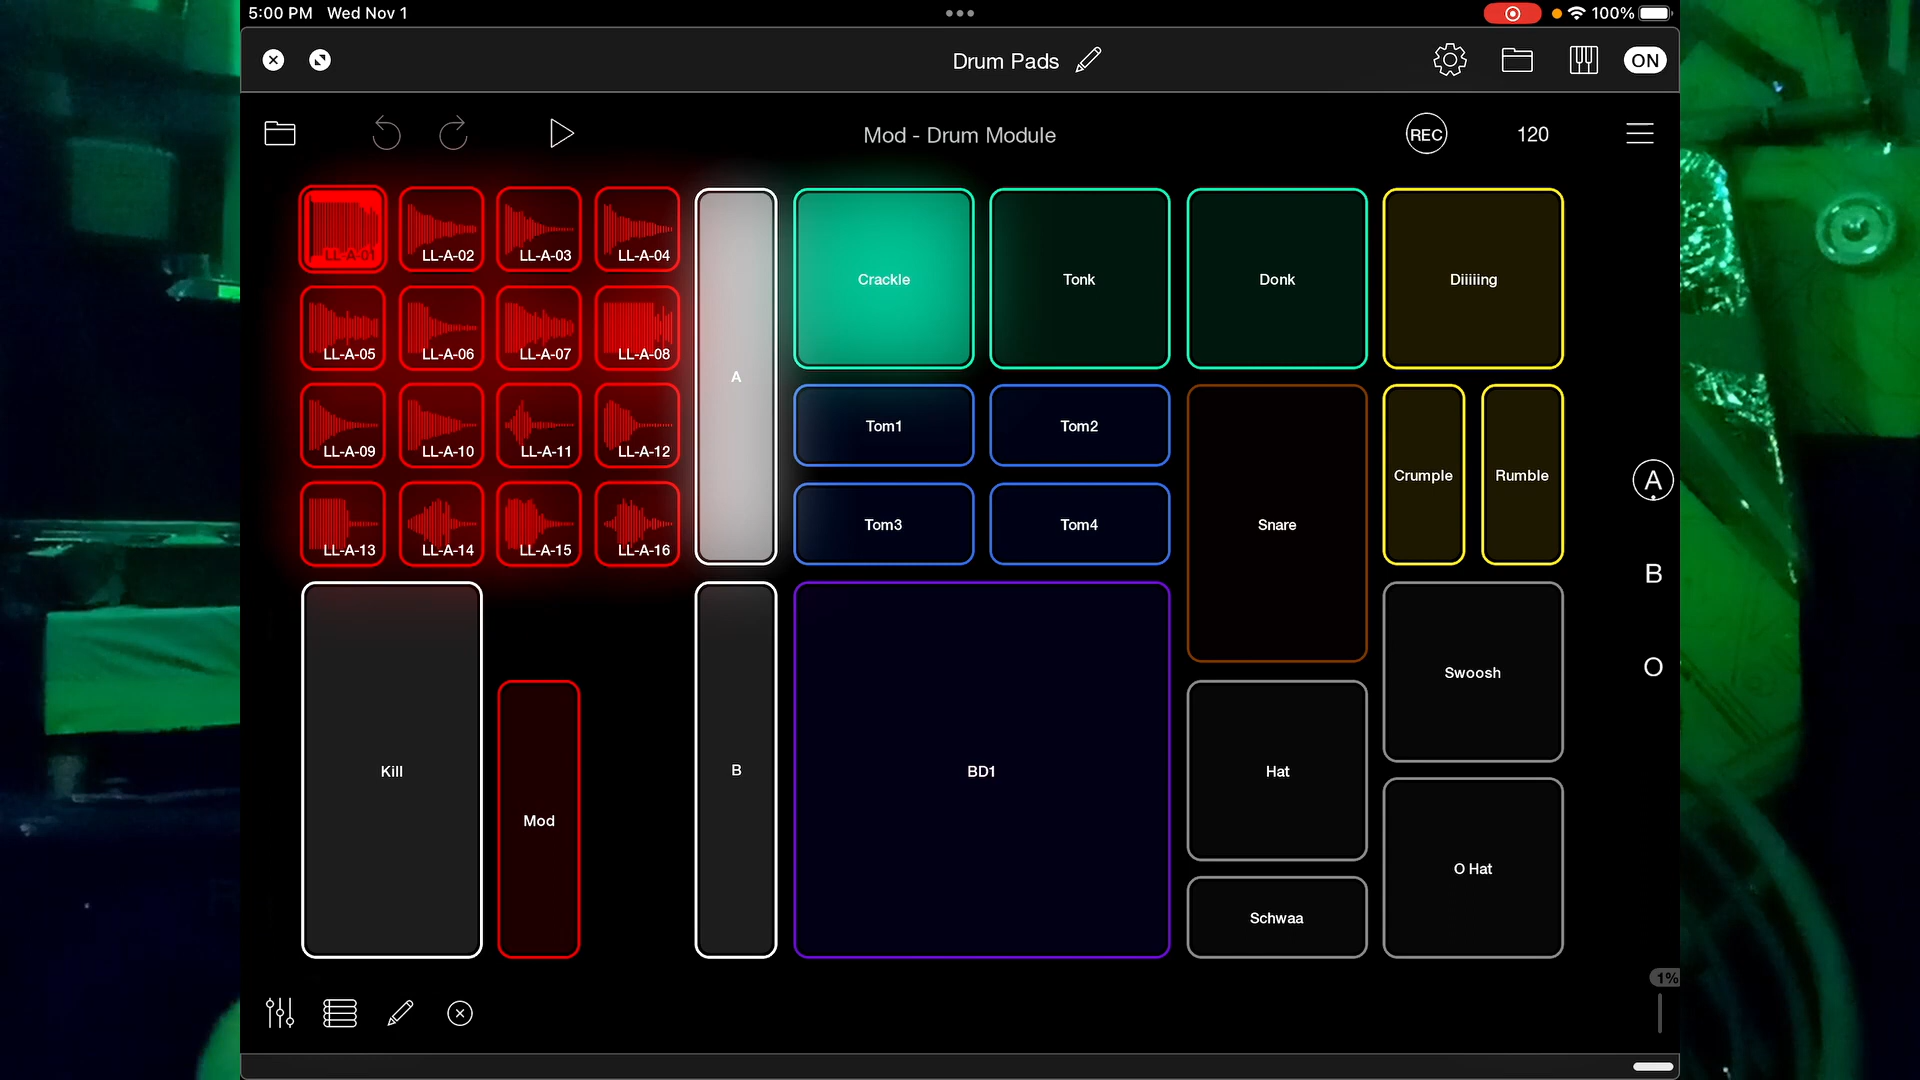 5:00 PM Wed Nov 1
100%
Drum Pads
ON
Mod - Drum Module
REC
120
LL-A-01
LL-A-02
LL-A-03
LL-A-04
LL-A-05
LL-A-06
LL-A-07
LL-A-08
LL-A-09
LL-A-10
LL-A-11
LL-A-12
LL-A-13
LL-A-14
LL-A-15
LL-A-16
A
Crackle
Tonk
Donk
Diiiiing
Tom1
Tom2
Tom3
Tom4
Snare
Crumple
Rumble
A
B
O
Kill
Mod
B
BD1
Hat
Schwaa
Swoosh
O Hat
1%